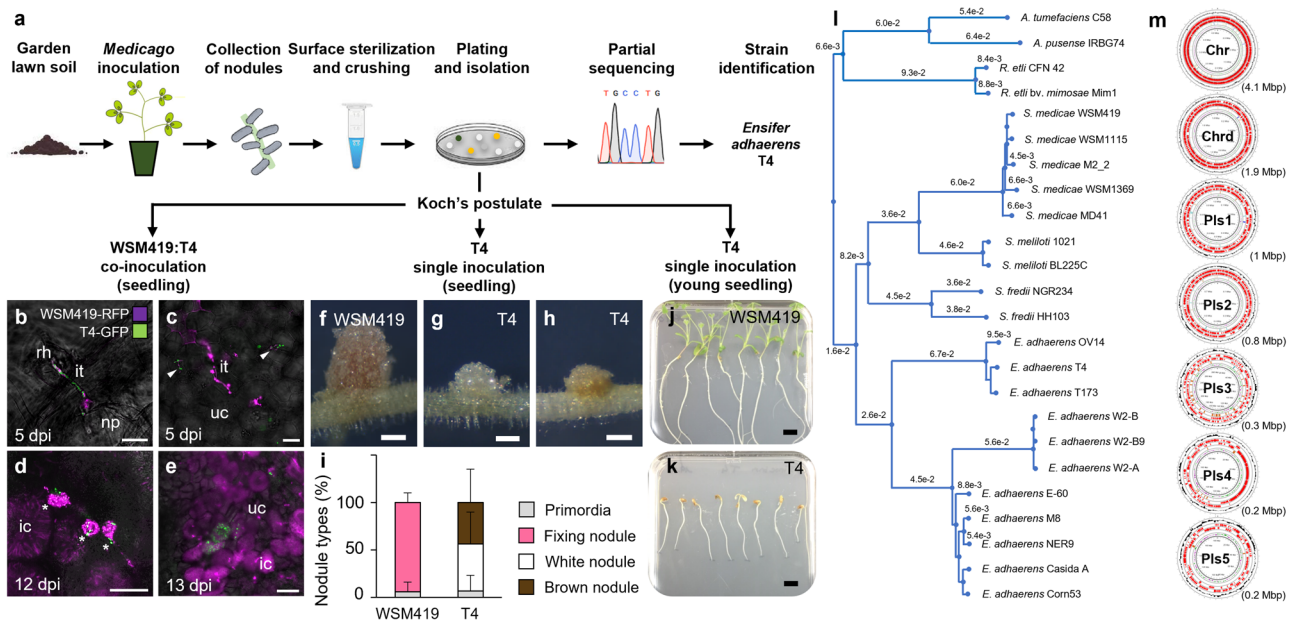 a
Garden
lawn soil
Medicago
inoculation
Collection
of nodules
Surface sterilization
and crushing
Plating
and isolation
Partial
sequencing
T G C C T G
Strain
identification
Ensifer
adhaerens
T4
Koch's postulate
WSM419:T4
co-inoculation
(seedling)
T4
single inoculation
(seedling)
T4
single inoculation
(young seedling)
b
WSM419-RFP
T4-GFP
rh
it
np
5 dpi
c
it
uc
5 dpi
d
ic
*
*
*
12 dpi
e
uc
ic
13 dpi
f
WSM419
g
T4
h
T4
i
Nodule types (%)
100
50
0
WSM419
T4
Primordia
Fixing nodule
White nodule
Brown nodule
j
WSM419
k
T4
l
5.4e-2
A. tumefaciens C58
6.0e-2
6.4e-2
A. pusense IRBG74
6.6e-3
8.4e-3
R. etli CFN 42
9.3e-2
8.8e-3
R. etli bv. mimosae Mim1
S. medicae WSM419
S. medicae WSM1115
4.5e-3
S. medicae M2_2
6.0e-2
6.6e-3
S. medicae WSM1369
6.6e-3
S. medicae MD41
3.6e-2
S. meliloti 1021
4.6e-2
S. meliloti BL225C
8.2e-3
3.6e-2
S. fredii NGR234
4.5e-2
3.8e-2
S. fredii HH103
1.6e-2
9.5e-3
E. adhaerens OV14
6.7e-2
E. adhaerens T4
E. adhaerens T173
2.6e-2
E. adhaerens W2-B
5.6e-2
E. adhaerens W2-B9
E. adhaerens W2-A
4.5e-2
8.8e-3
E. adhaerens E-60
5.6e-3
E. adhaerens M8
5.4e-3
E. adhaerens NER9
E. adhaerens Casida A
E. adhaerens Corn53
m
Chr
(4.1 Mbp)
Chrd
(1.9 Mbp)
Pls1
(1 Mbp)
Pls2
(0.8 Mbp)
Pls3
(0.3 Mbp)
Pls4
(0.2 Mbp)
Pls5
(0.2 Mbp)